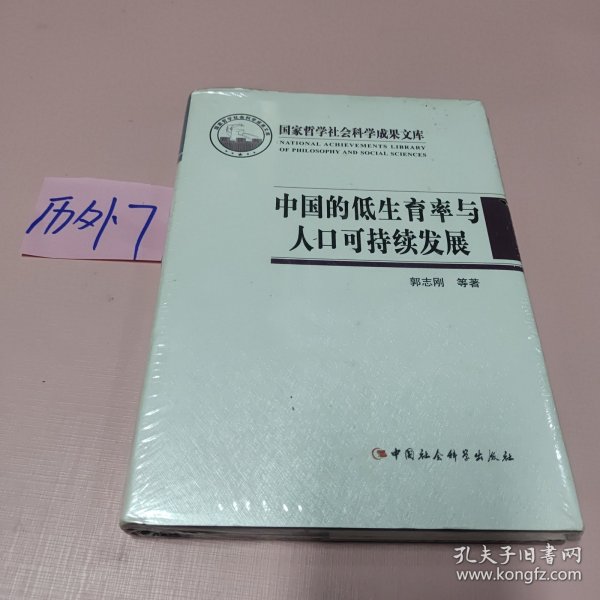 国家哲学社会科学成果文库
NATIONAL ACHIEVEMENTS LIBRARY
OF PHILOSOPHY AND SOCIAL SCIENCES
中国的低生育率与
人口可持续发展
郭志刚 等著
中国社会科学出版社
历外7
孔夫子旧书网
www.kongfz.com